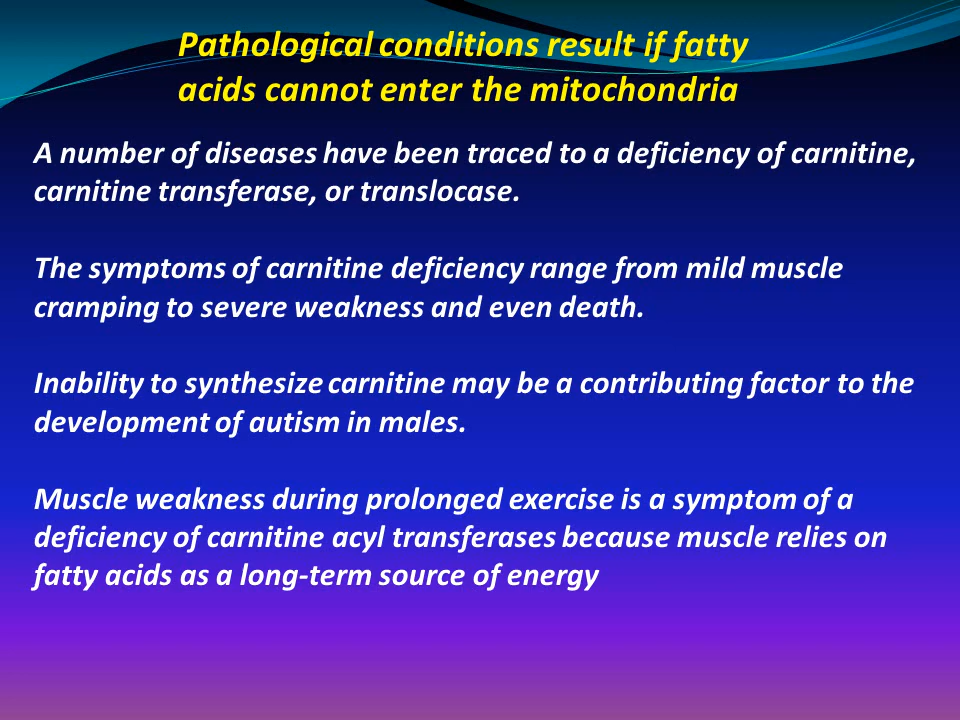 Pathological conditions result if fatty
acids cannot enter the mitochondria
A number of diseases have been traced to a deficiency of carnitine,
carnitine transferase, or translocase.
The symptoms of carnitine deficiency range from mild muscle
cramping to severe weakness and even death.
Inability to synthesize carnitine may be a contributing factor to the
development of autism in males.
Muscle weakness during prolonged exercise is a symptom of a
deficiency of carnitine acyl transferases because muscle relies on
fatty acids as a long-term source of energy